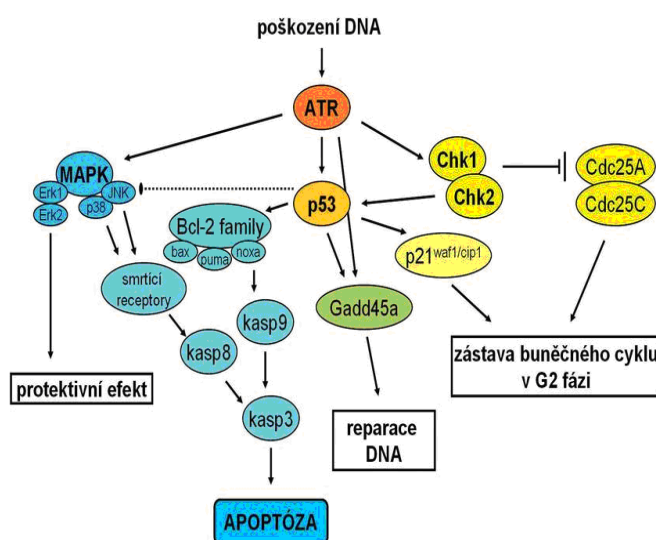 poškození DNA
ATR
MAPK
Erk1
JNK
p38
Erk2
Chk1
Chk2
Cdc25A
Cdc25C
p53
Bcl-2 family
bax
puma
noxa
p21waf1/cip1
smrtící
receptory
kasp9
Gadd45a
kasp8
zástava buněčného cyklu
v G2 fázi
protektivní efekt
kasp3
reparace
DNA
APOPTÓZA